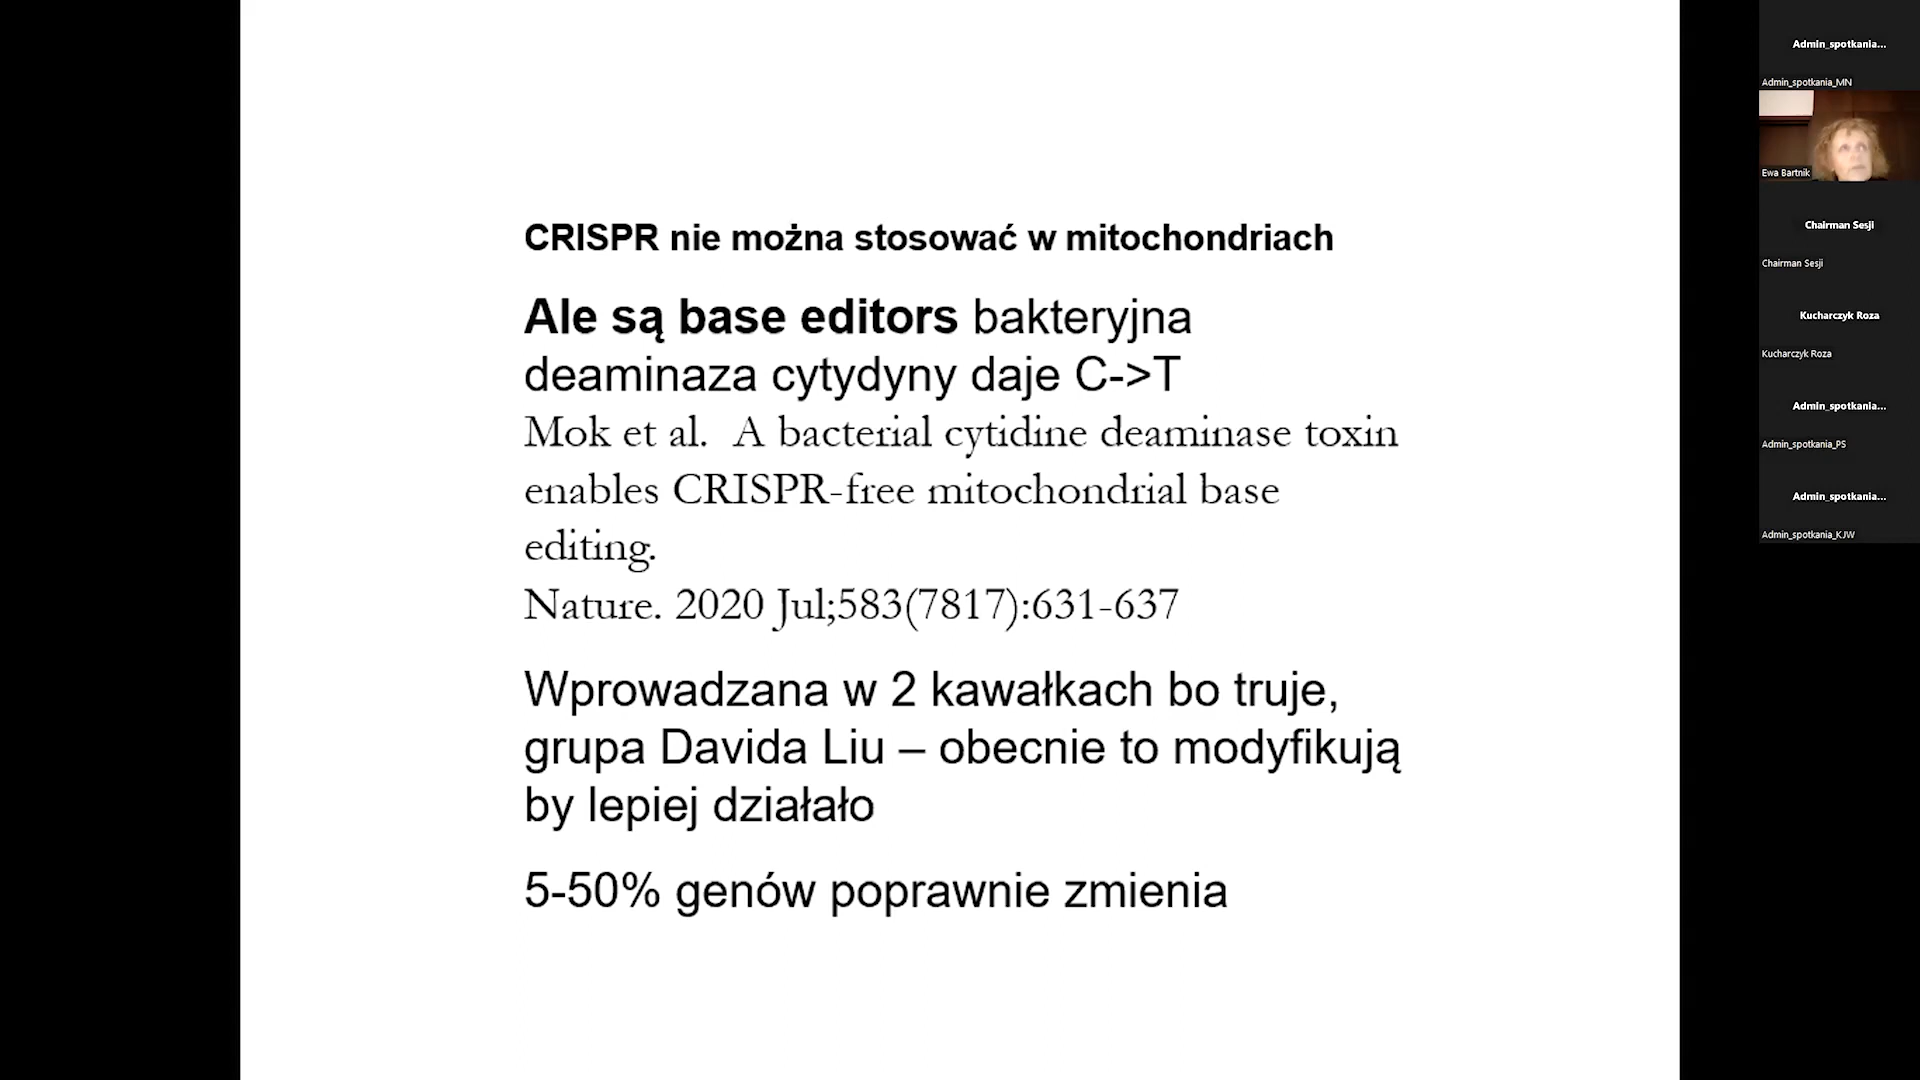 CRISPR nie można stosować w mitochondriach
Ale są base editors bakteryjna
deaminaza cytydyny daje C->T
Mok et al. A bacterial cytidine deaminase toxin
enables CRISPR-free mitochondrial base
editing.
Nature. 2020 Jul;583(7817):631-637
Wprowadzana w 2 kawałkach bo truje,
grupa Davida Liu – obecnie to modyfikują
by lepiej działało
5-50% genów poprawnie zmienia
Admin_spotkania...
Admin_spotkania_MN
Ewa Bartnik
Chairman Sesji
Chairman Sesji
Kucharczyk Roza
Kucharczyk Roza
Admin_spotkania...
Admin_spotkania_PS
Admin_spotkania...
Admin_spotkania_KJW